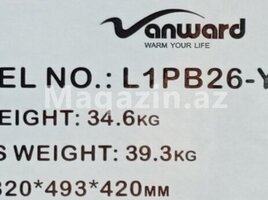 Vanward
WARM YOUR LIFE
EL NO.: L1PB26-Y
Magazin.az
EIGHT: 34.6KG
S WEIGHT: 39.3KG
320*493*420MM